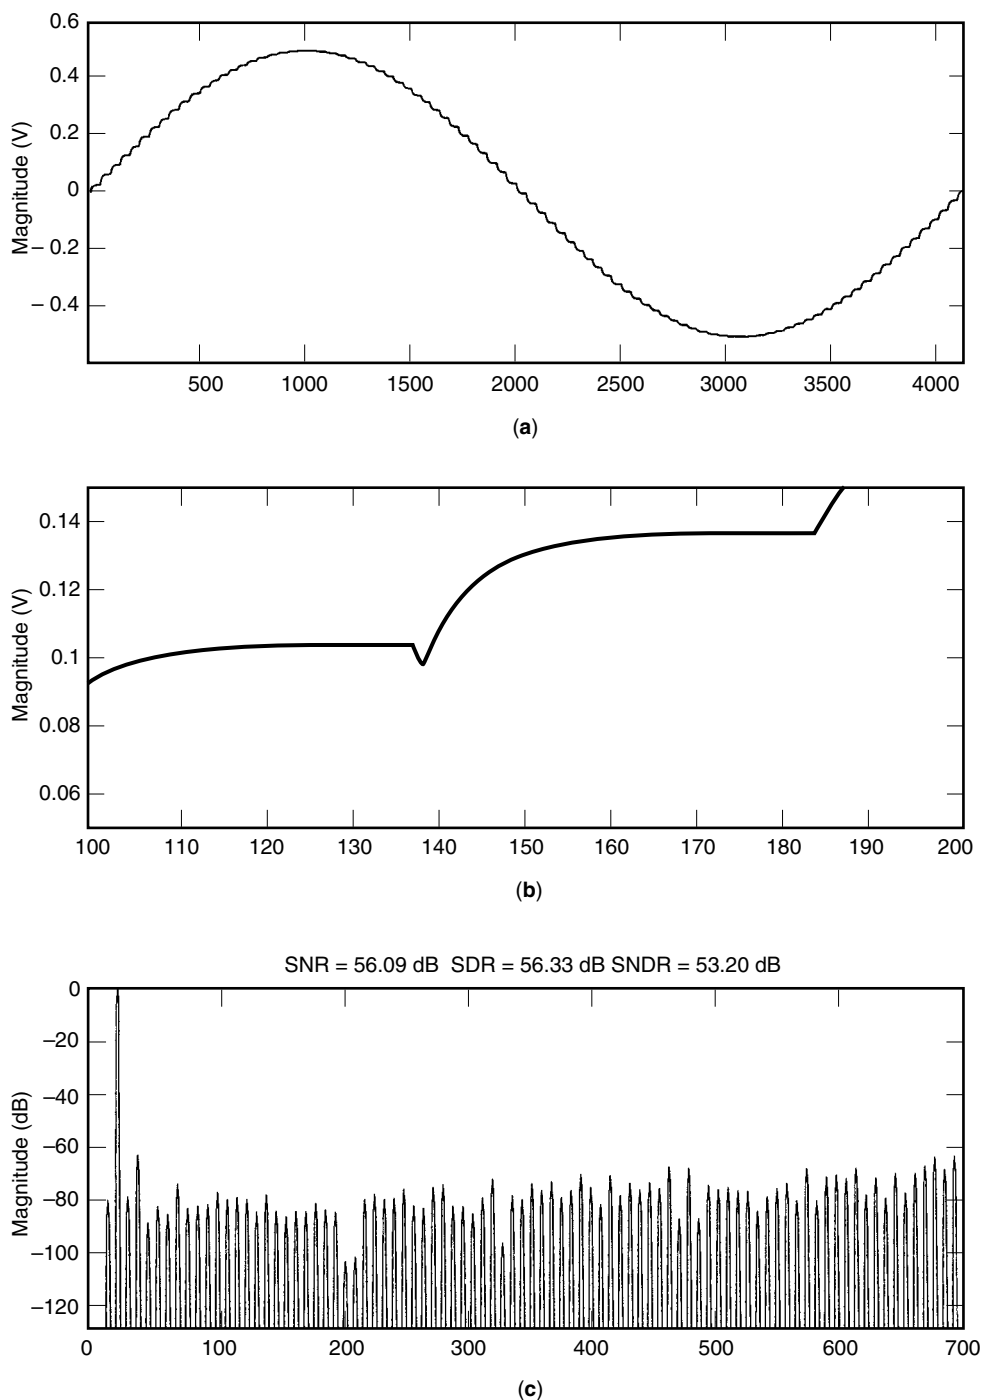 0.6
0.4
0.2
0
– 0.2
– 0.4
Magnitude (V)
500 1000 1500 2000 2500 3000 3500 4000
(a)
0.14
0.12
0.1
0.08
0.06
Magnitude (V)
100 110 120 130 140 150 160 170 180 190 200
(b)
SNR = 56.09 dB SDR = 56.33 dB SNDR = 53.20 dB
0
–20
–40
–60
–80
–100
–120
Magnitude (dB)
0 100 200 300 400 500 600 700
(c)